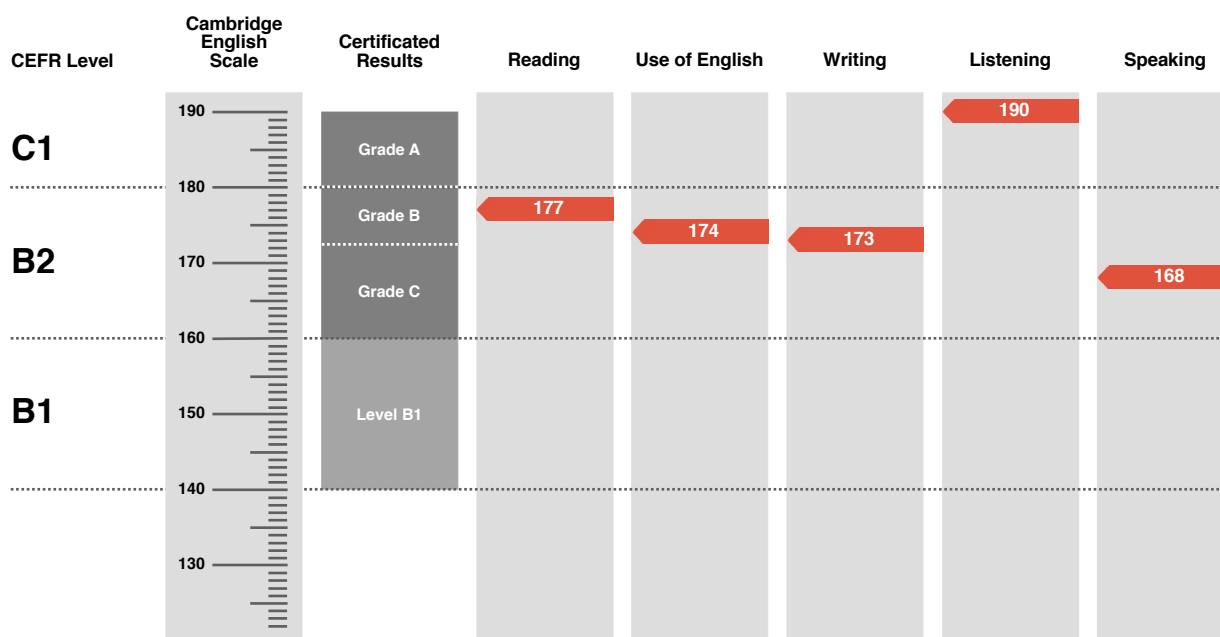 CEFR Level
Cambridge
English
Scale
Certificated
Results
Reading
Use of English
Writing
Listening
Speaking
190
180
170
160
150
140
130
C1
B2
B1
Grade A
Grade B
Grade C
Level B1
177
174
173
190
168